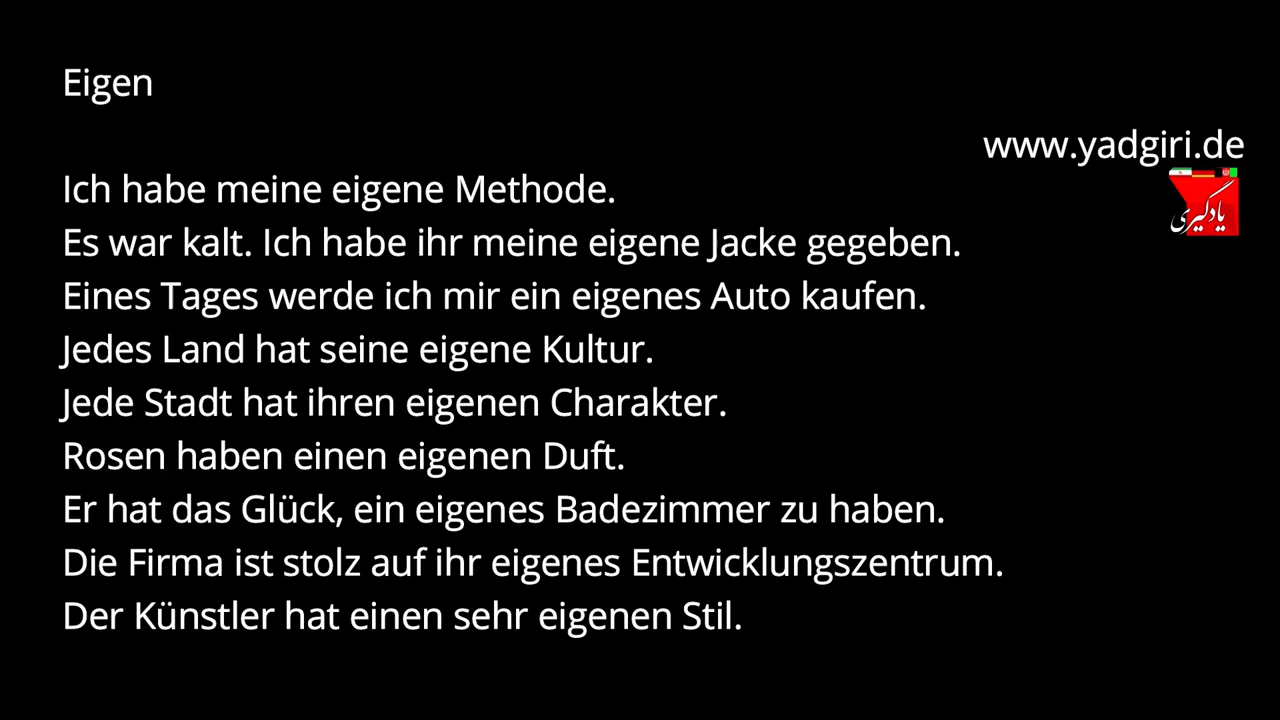 Eigen
www.yadgiri.de
یادگیری
Ich habe meine eigene Methode.
Es war kalt. Ich habe ihr meine eigene Jacke gegeben.
Eines Tages werde ich mir ein eigenes Auto kaufen.
Jedes Land hat seine eigene Kultur.
Jede Stadt hat ihren eigenen Charakter.
Rosen haben einen eigenen Duft.
Er hat das Glück, ein eigenes Badezimmer zu haben.
Die Firma ist stolz auf ihr eigenes Entwicklungszentrum.
Der Künstler hat einen sehr eigenen Stil.